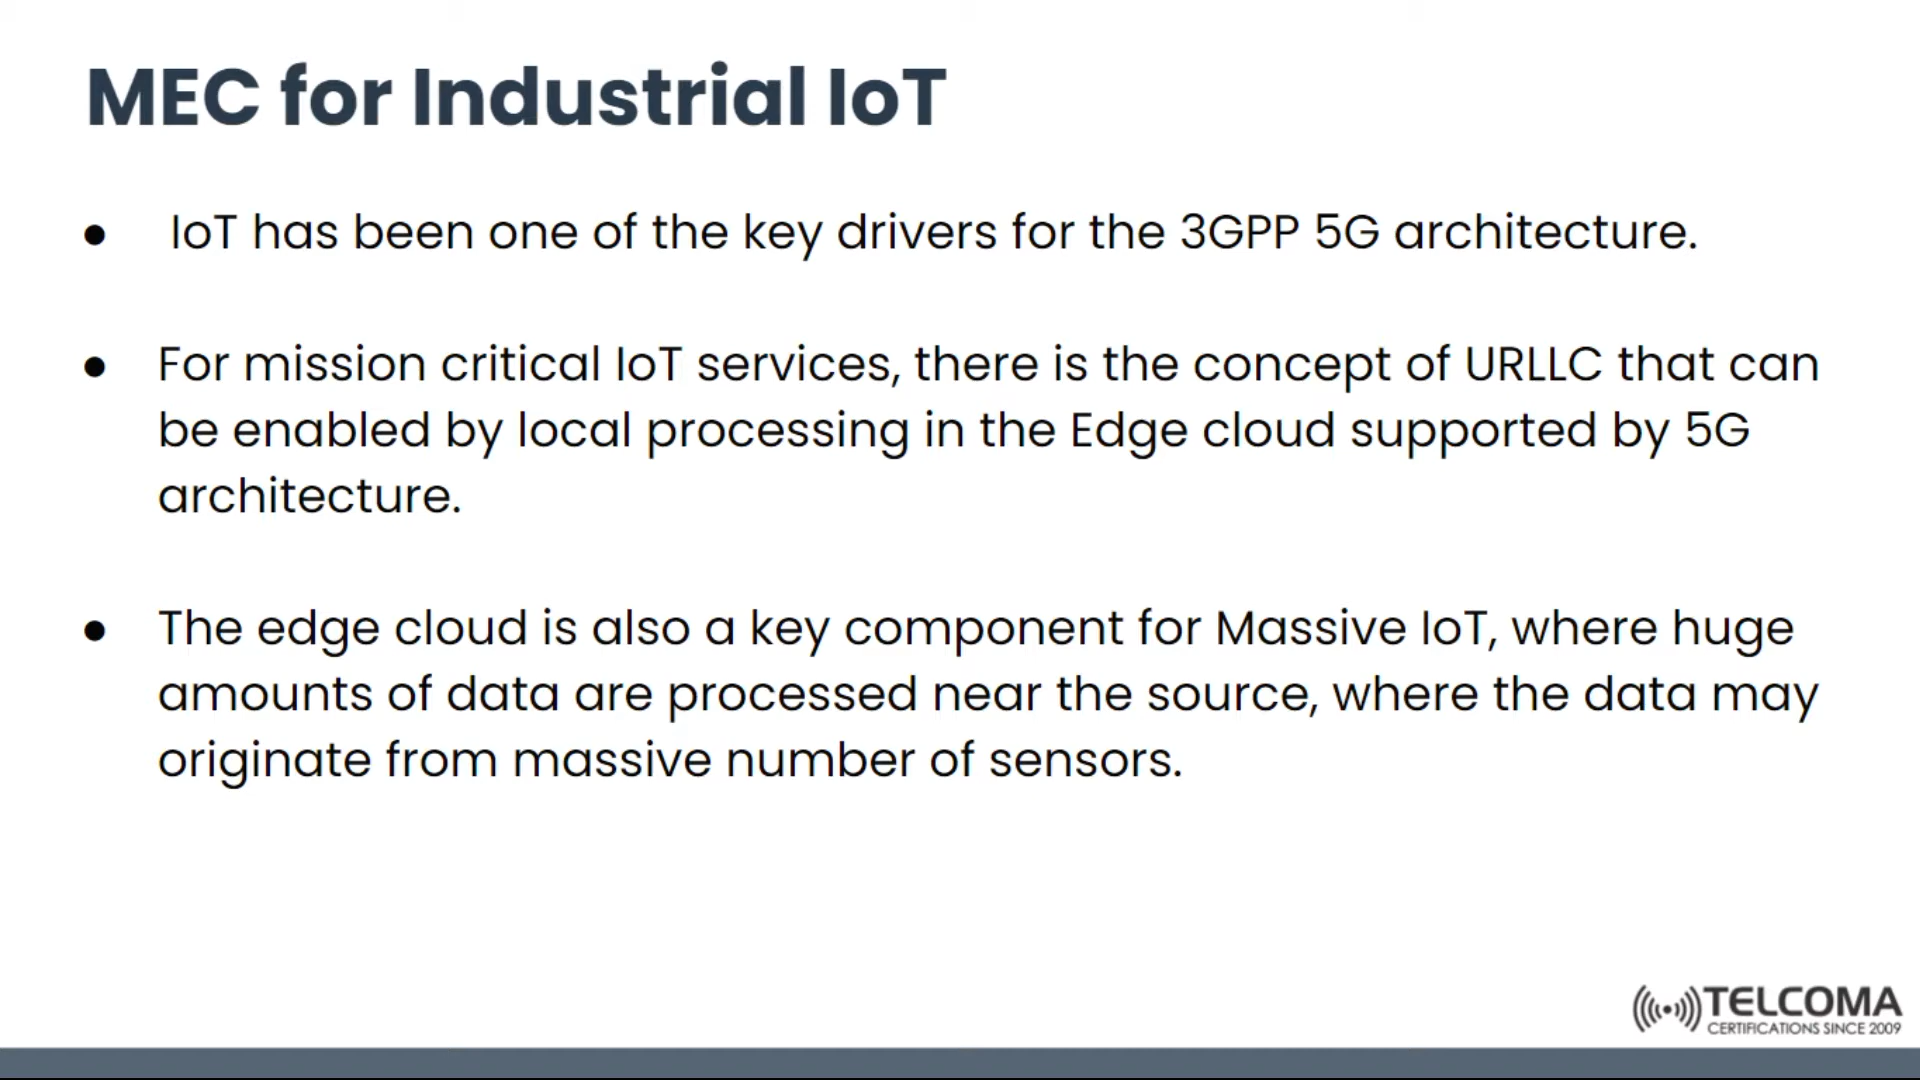 MEC for Industrial IoT
● IoT has been one of the key drivers for the 3GPP 5G architecture.
● For mission critical IoT services, there is the concept of URLLC that can
be enabled by local processing in the Edge cloud supported by 5G
architecture.
● The edge cloud is also a key component for Massive IoT, where huge
amounts of data are processed near the source, where the data may
originate from massive number of sensors.
TELCOMA
CERTIFICATIONS SINCE 2009